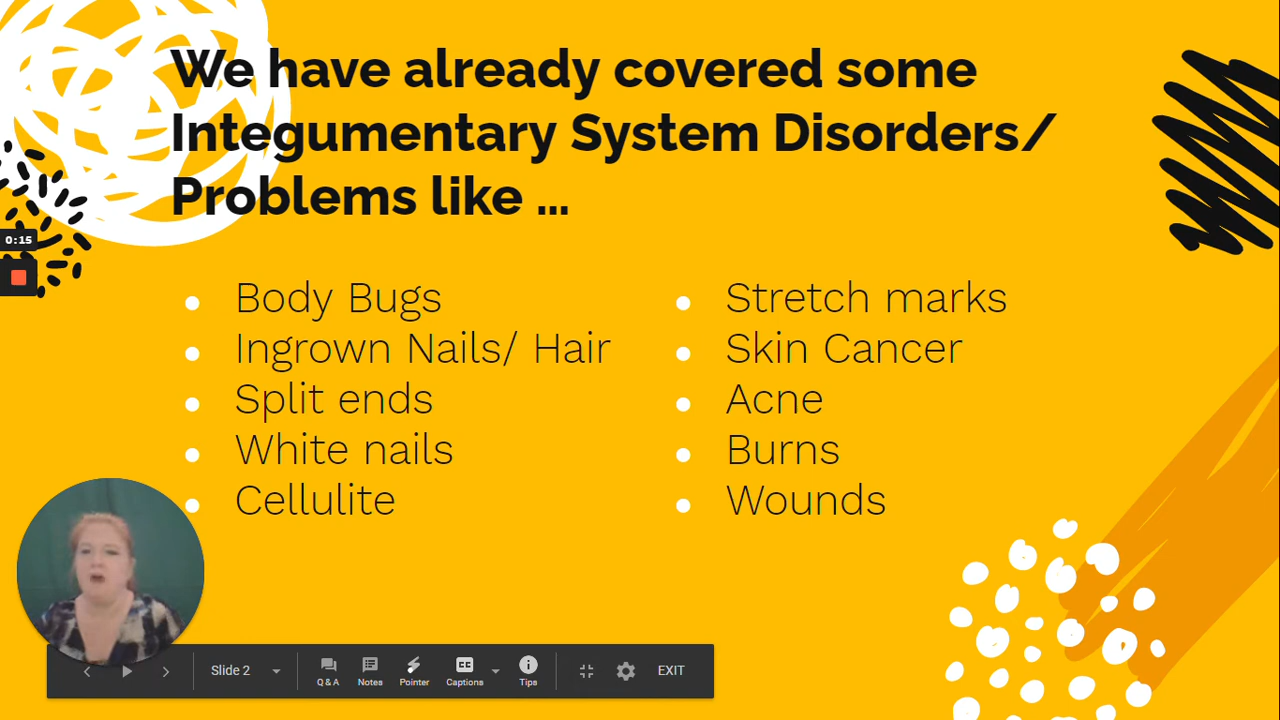 We have already covered some
Integumentary System Disorders/
Problems like ...
0:15
Body Bugs
Ingrown Nails/ Hair
Split ends
White nails
Cellulite
Stretch marks
Skin Cancer
Acne
Burns
Wounds
Slide 2
Q & A
Notes
Pointer
CC
Captions
Tips
EXIT